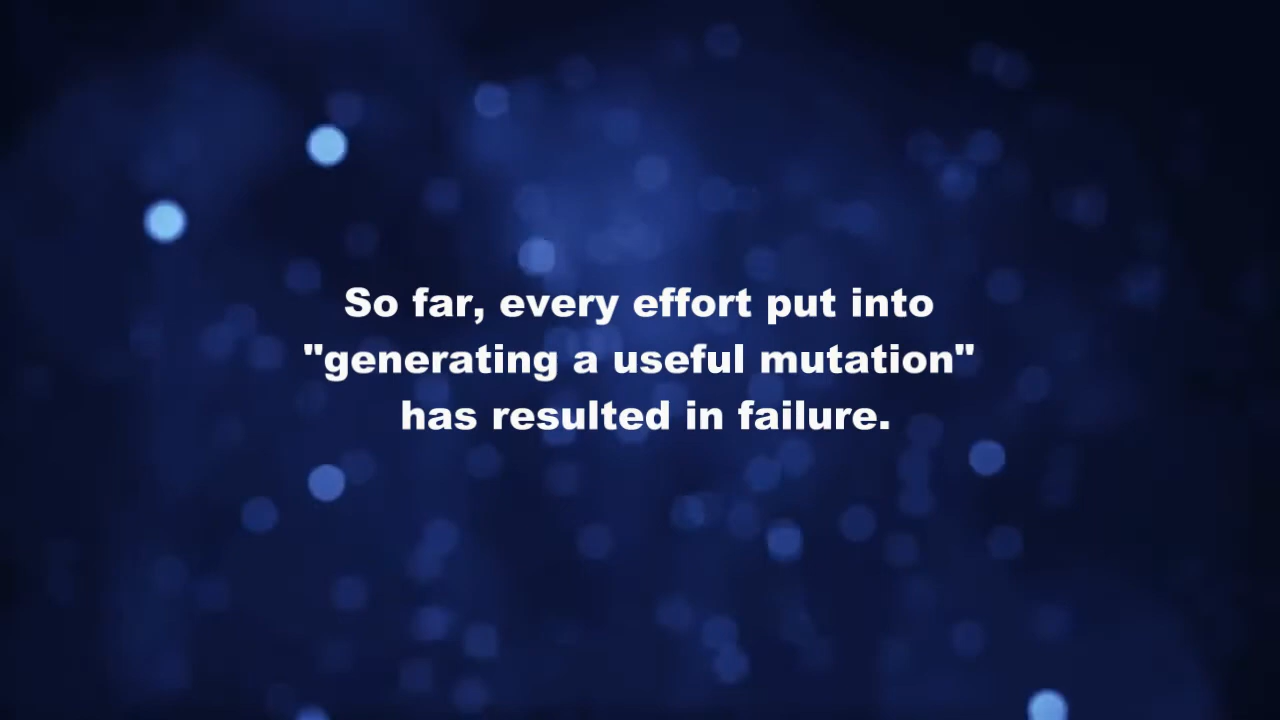 So far, every effort put into
"generating a useful mutation"
has resulted in failure.